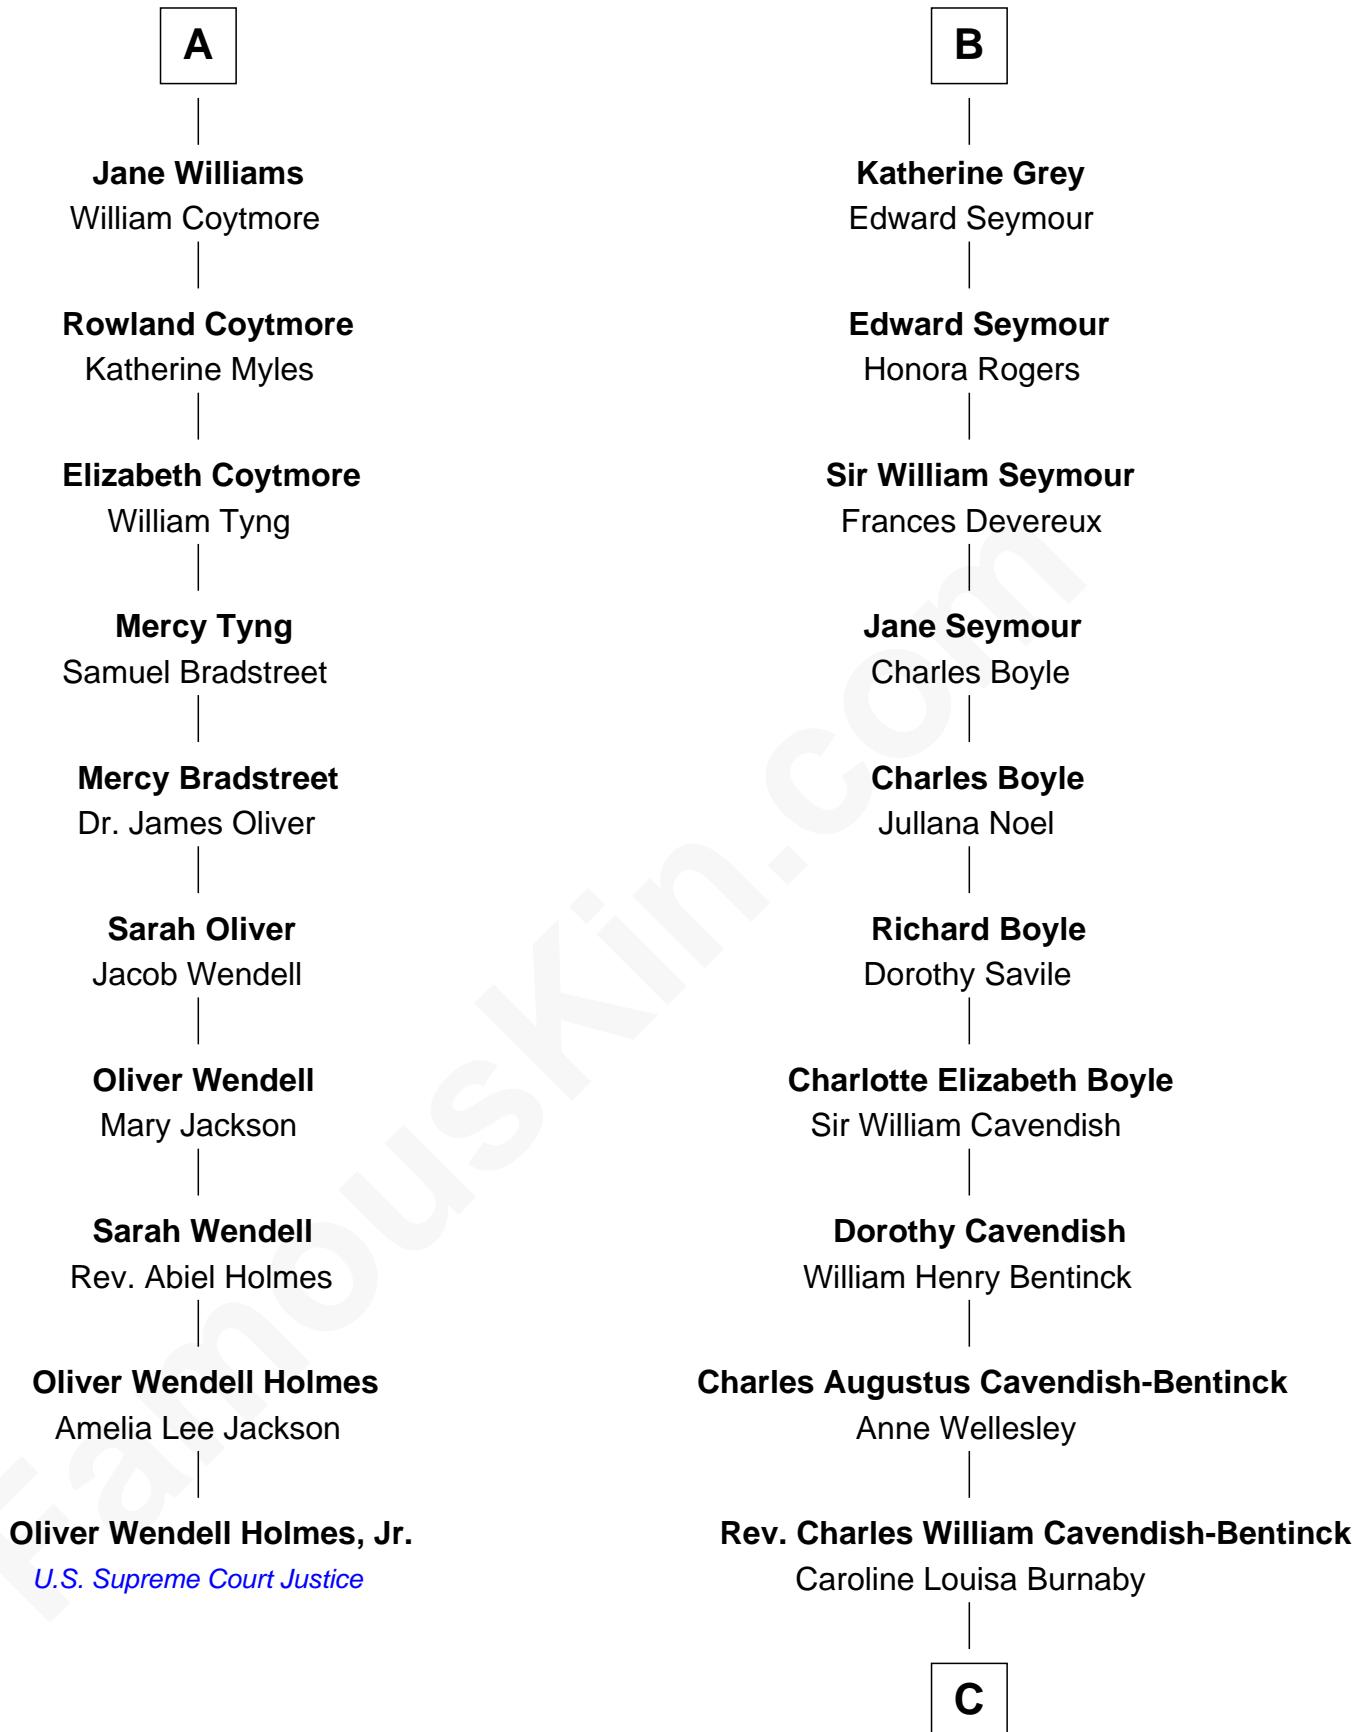 A
Jane Williams
William Coytmore
Rowland Coytmore
Katherine Myles
Elizabeth Coytmore
William Tyng
Mercy Tyng
Samuel Bradstreet
Mercy Bradstreet
Dr. James Oliver
Sarah Oliver
Jacob Wendell
Oliver Wendell
Mary Jackson
Sarah Wendell
Rev. Abiel Holmes
Oliver Wendell Holmes
Amelia Lee Jackson
Oliver Wendell Holmes, Jr.
U.S. Supreme Court Justice
B
Katherine Grey
Edward Seymour
Edward Seymour
Honora Rogers
Sir William Seymour
Frances Devereux
Jane Seymour
Charles Boyle
Charles Boyle
Jullana Noel
Richard Boyle
Dorothy Savile
Charlotte Elizabeth Boyle
Sir William Cavendish
Dorothy Cavendish
William Henry Bentinck
Charles Augustus Cavendish-Bentinck
Anne Wellesley
Rev. Charles William Cavendish-Bentinck
Caroline Louisa Burnaby
C
FamousKin.com